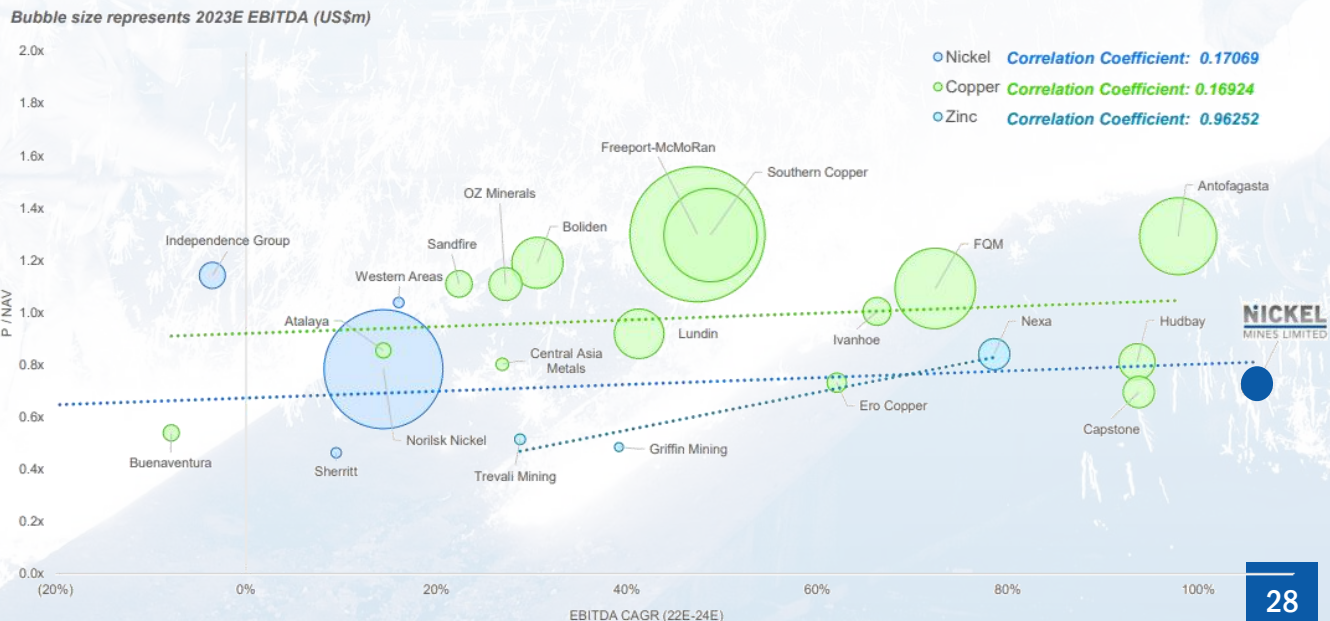 Bubble size represents 2023E EBITDA (US$m)
2.0x
1.8x
1.6x
1.4x
1.2x
1.0x
0.8x
0.6x
0.4x
0.2x
0.0x
P / NAV
Nickel Correlation Coefficient: 0.17069
Copper Correlation Coefficient: 0.16924
Zinc Correlation Coefficient: 0.96252
Freeport-McMoRan
Southern Copper
OZ Minerals
Antofagasta
Boliden
Independence Group
Sandfire
FQM
Western Areas
Atalaya
Lundin
Ivanhoe
Nexa
Hudbay
NICKEL
MINES LIMITED
Central Asia
Metals
Ero Copper
Capstone
Norilsk Nickel
Buenaventura
Sherritt
Trevali Mining
Griffin Mining
(20%) 0% 20% 40% 60% 80% 100%
EBITDA CAGR (22E-24E)
28